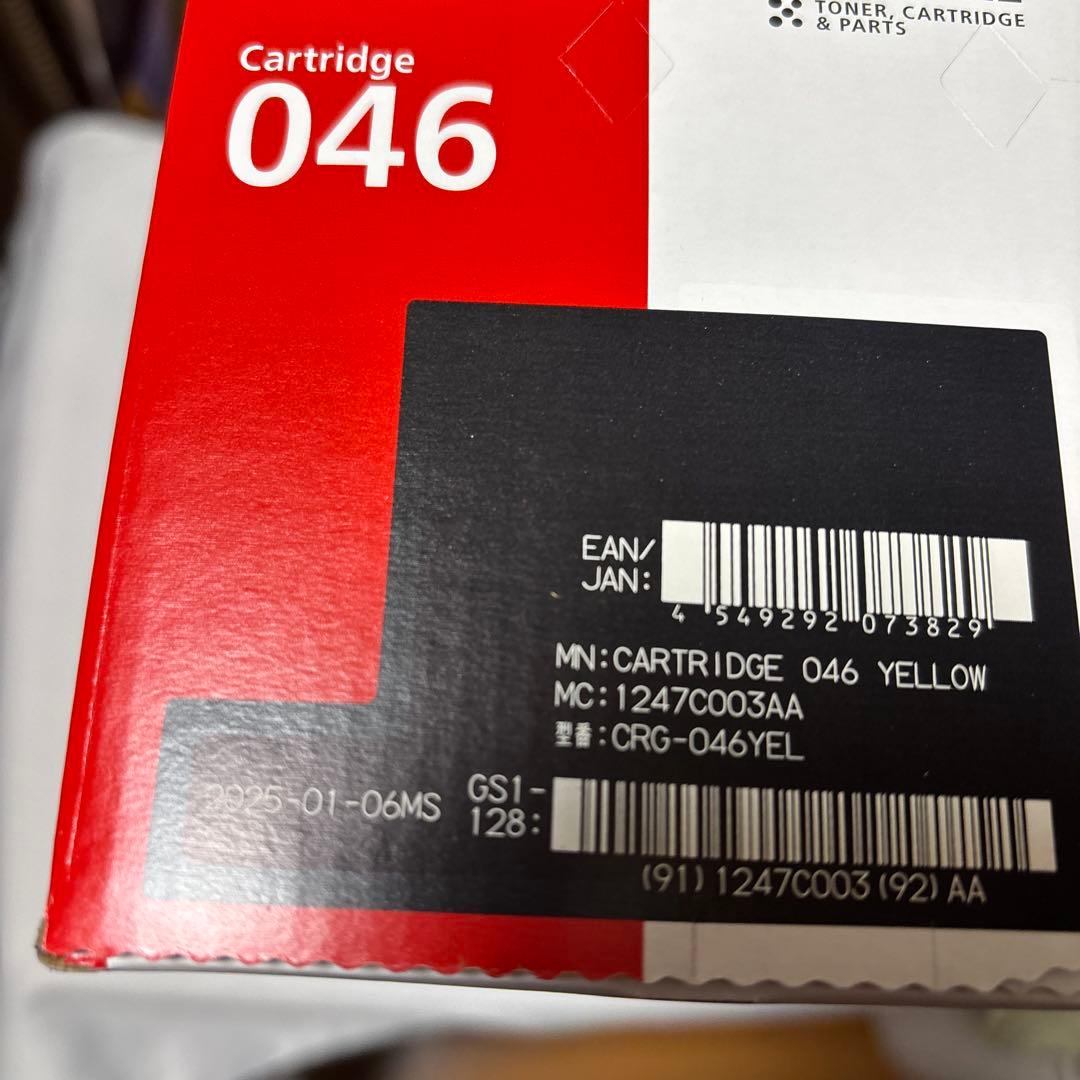 TONER, CARTRIDGE
& PARTS
Cartridge
046
EAN/
JAN:
4 549292 073829
MN:CARTRIDGE 046 YELLOW
MC:1247C003AA
型番:CRG-046YEL
2025-01-06MS
GS1-
128:
(91)1247C003(92)AA